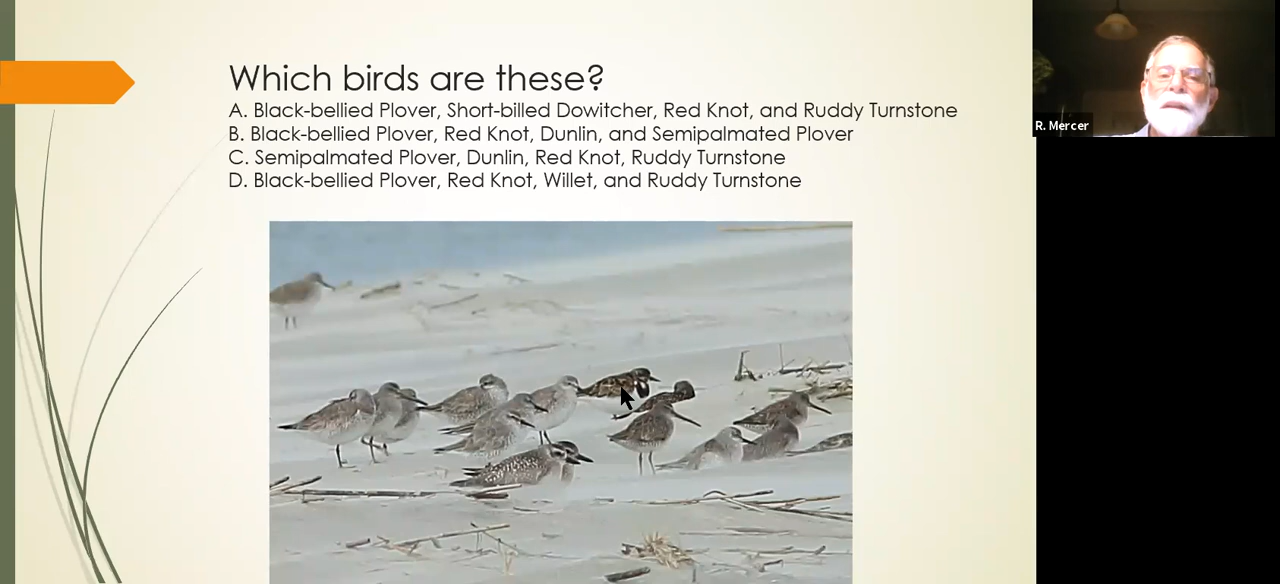 Which birds are these?
A. Black-bellied Plover, Short-billed Dowitcher, Red Knot, and Ruddy Turnstone
B. Black-bellied Plover, Red Knot, Dunlin, and Semipalmated Plover
C. Semipalmated Plover, Dunlin, Red Knot, Ruddy Turnstone
D. Black-bellied Plover, Red Knot, Willet, and Ruddy Turnstone
R. Mercer